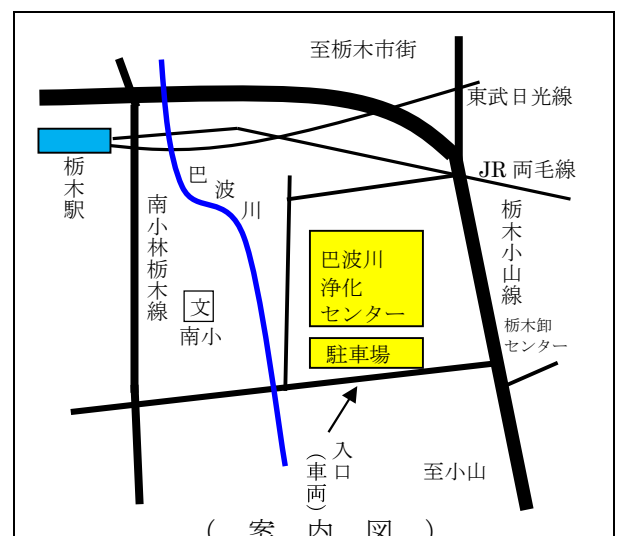 至栃木市街
東武日光線
栃木駅
巴波川
JR 両毛線
南小林栃木線
栃木小山線
巴波川
浄化
センター
文
南小
栃木卸
センター
駐車場
入口
（車両）
至小山
（ 案 内 図 ）